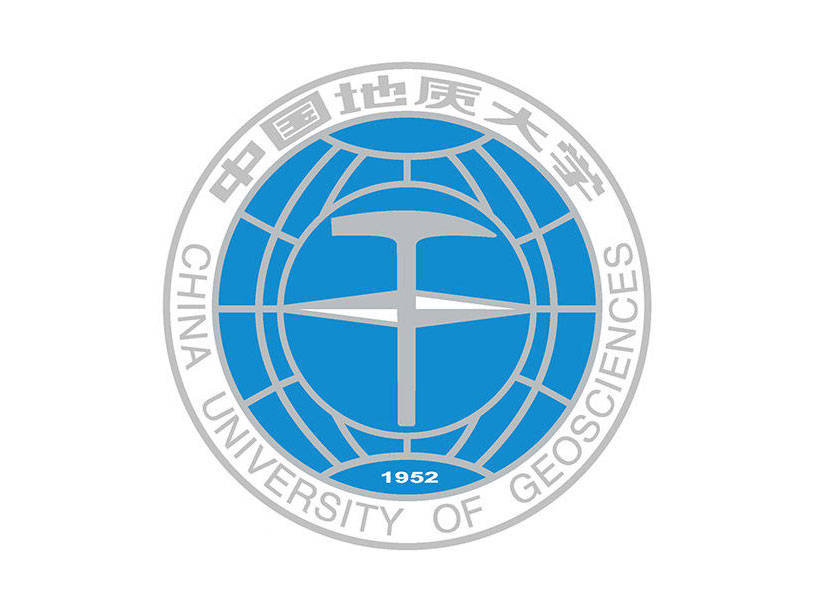 中国地质大学
CHINA UNIVERSITY OF GEOSCIENCES
1952